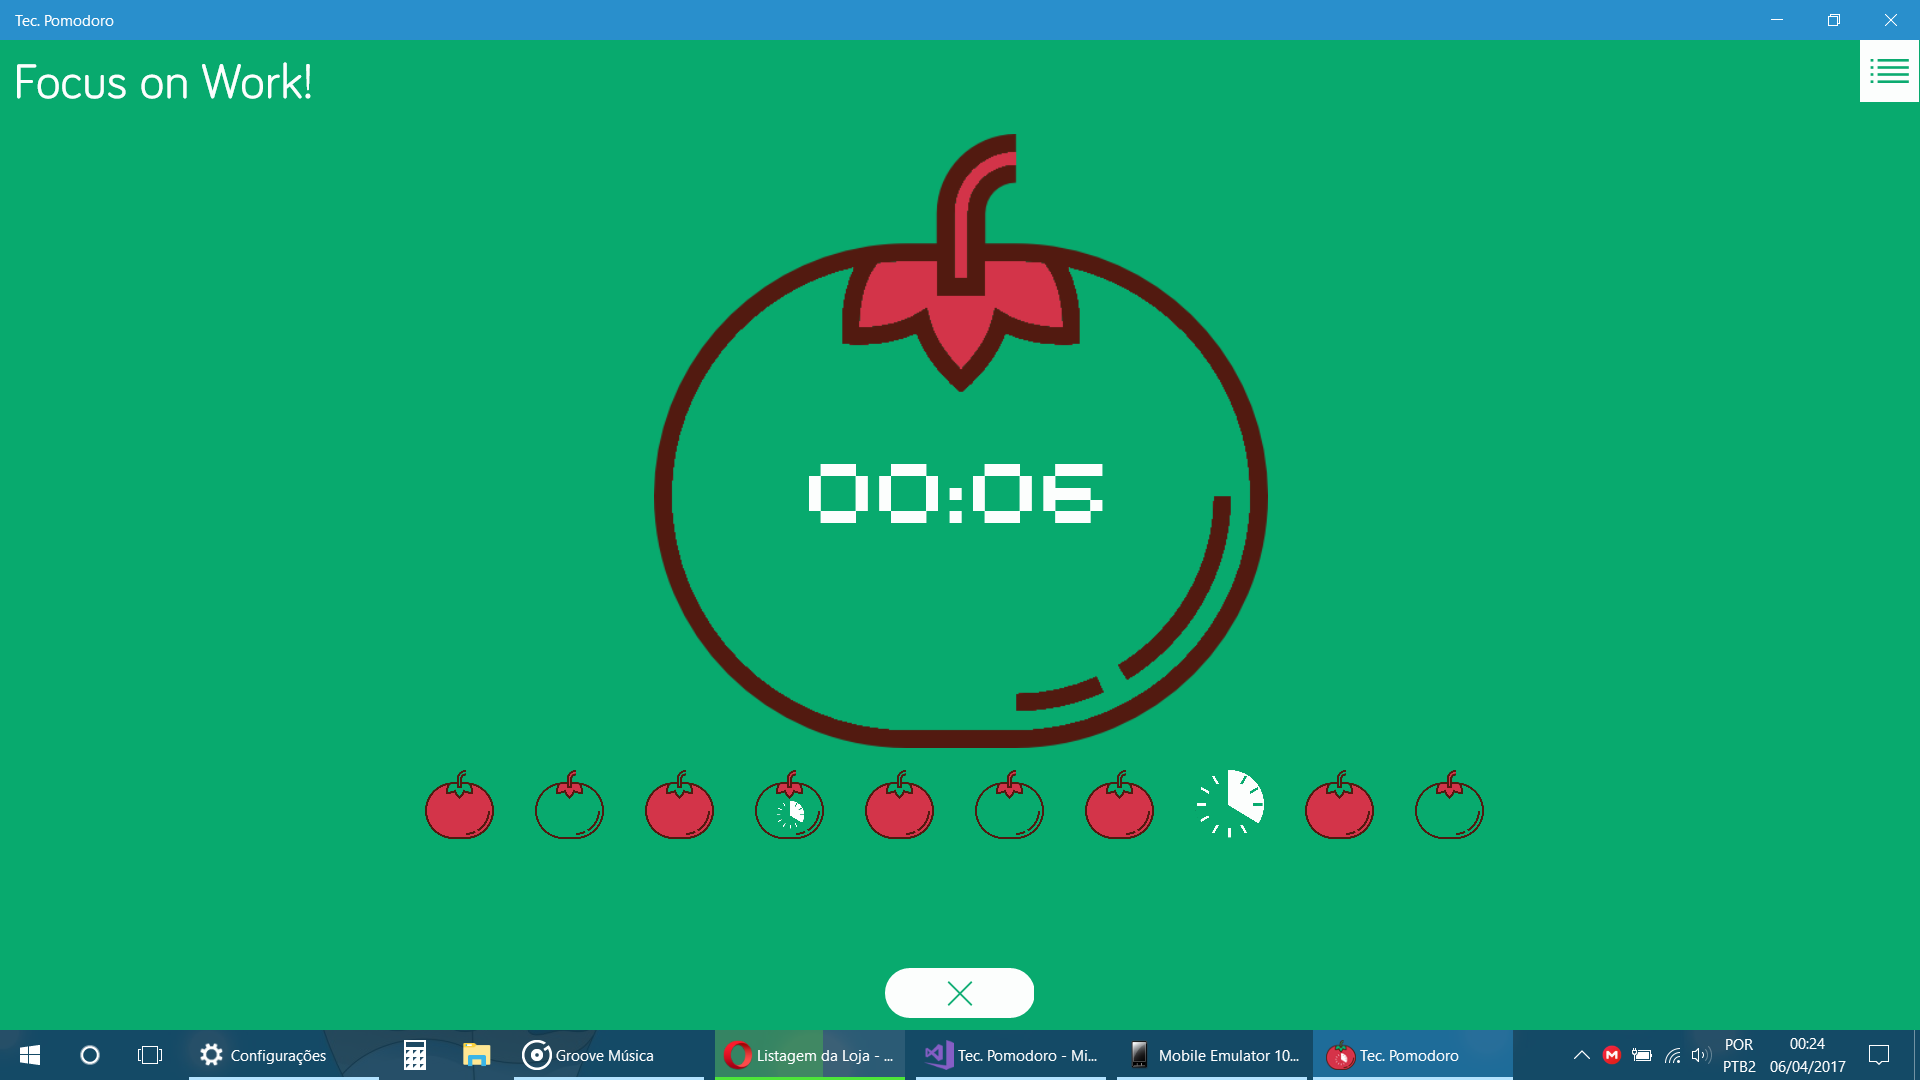 Tec. Pomodoro
Focus on Work!
00:06
Configurações
Groove Música
Listagem da Loja - ...
Tec. Pomodoro - Mi...
Mobile Emulator 10...
Tec. Pomodoro
POR
PTB2
00:24
06/04/2017